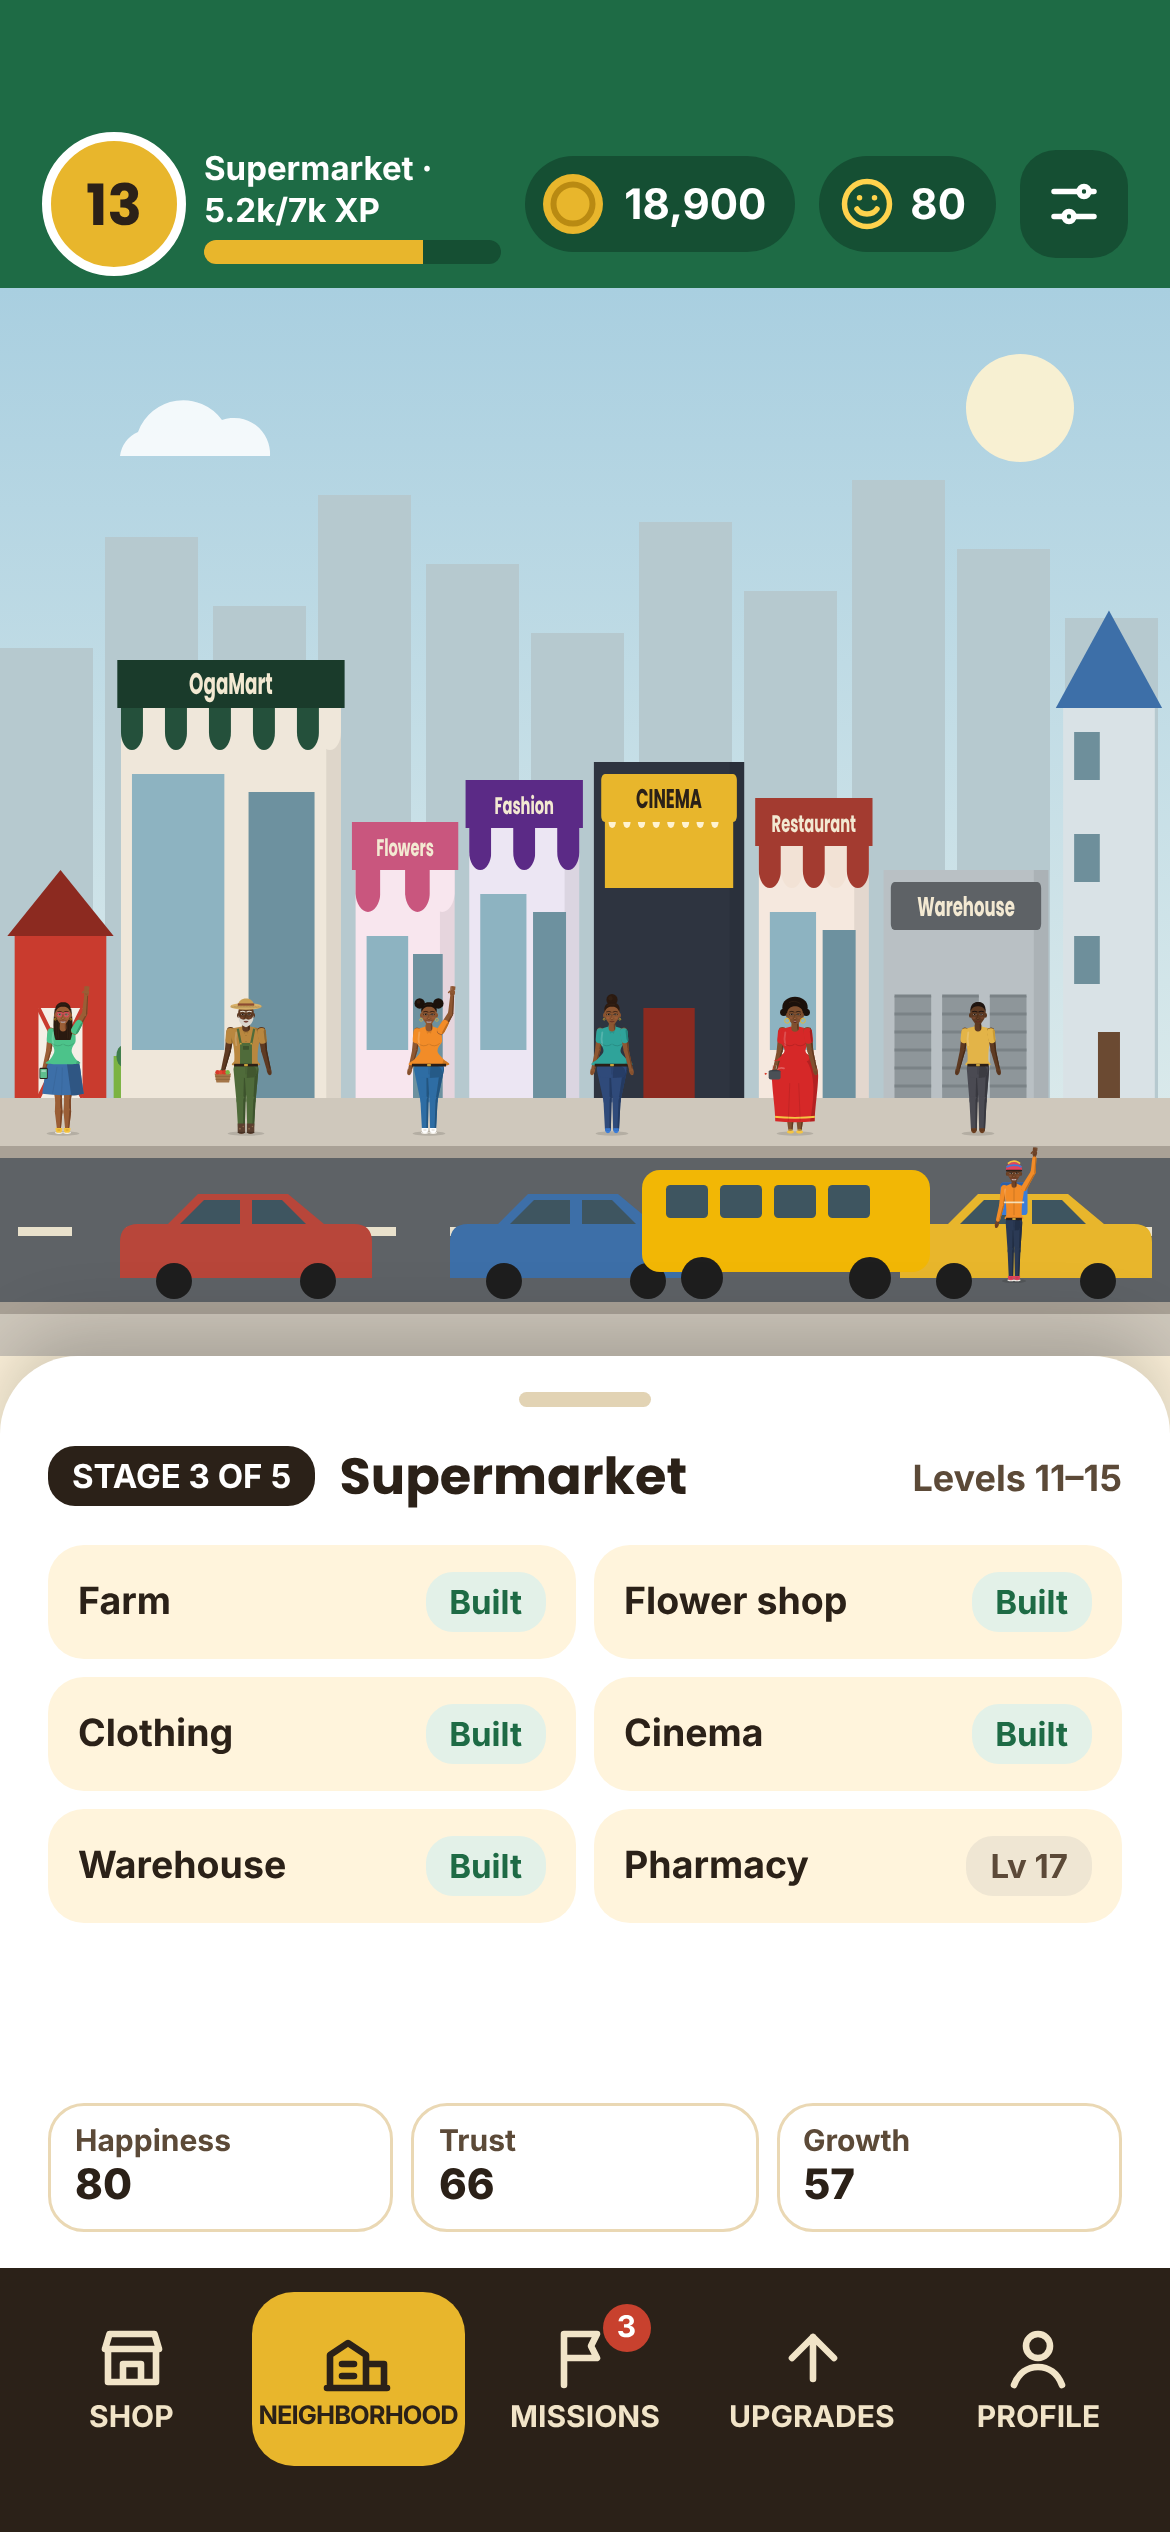 13
Supermarket ·
5.2k/7k XP
18,900
80
OgaMart
Flowers
Fashion
CINEMA
Restaurant
Warehouse
STAGE 3 OF 5
Supermarket
Levels 11–15
Farm
Built
Flower shop
Built
Clothing
Built
Cinema
Built
Warehouse
Built
Pharmacy
Lv 17
Happiness
80
Trust
66
Growth
57
SHOP
NEIGHBORHOOD
MISSIONS
3
UPGRADES
PROFILE